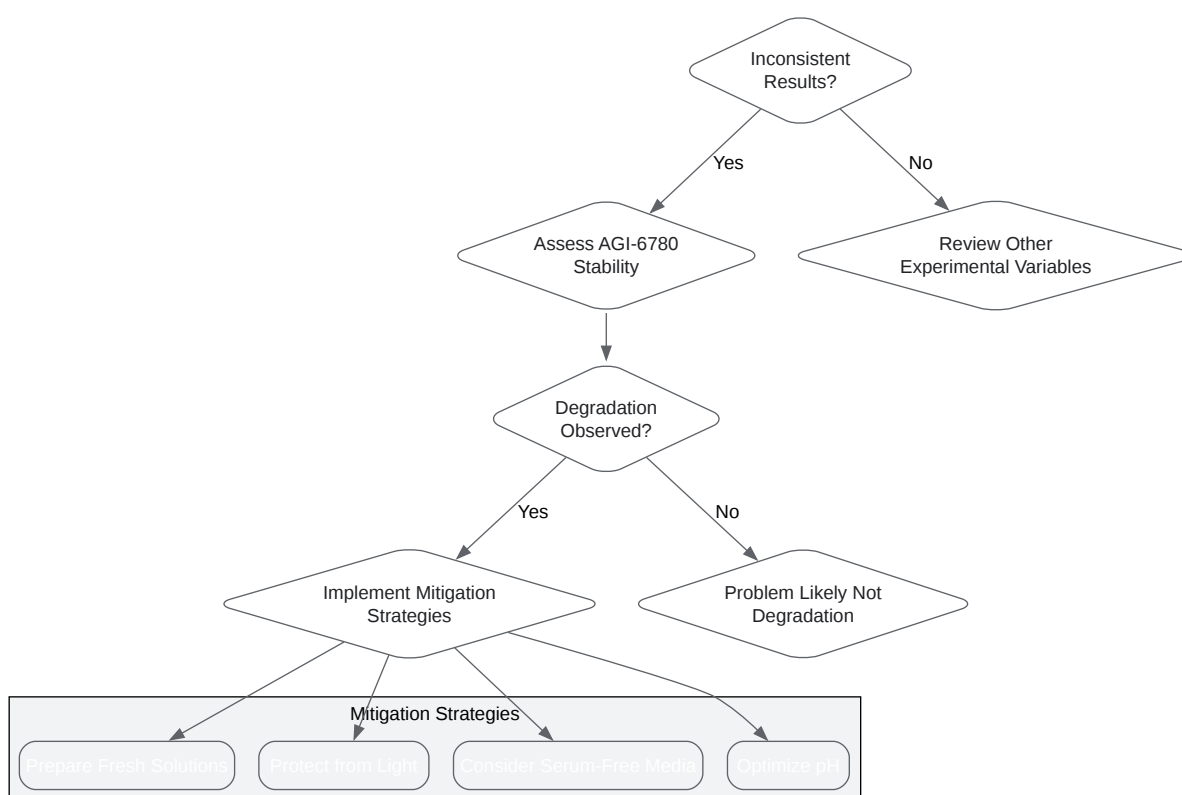 Inconsistent
Results?
Yes
No
Assess AGI-6780
Stability
Review Other
Experimental Variables
Degradation
Observed?
Yes
No
Implement Mitigation
Strategies
Problem Likely Not
Degradation
Mitigation Strategies
Prepare Fresh Solutions
Protect from Light
Consider Serum-Free Media
Optimize pH